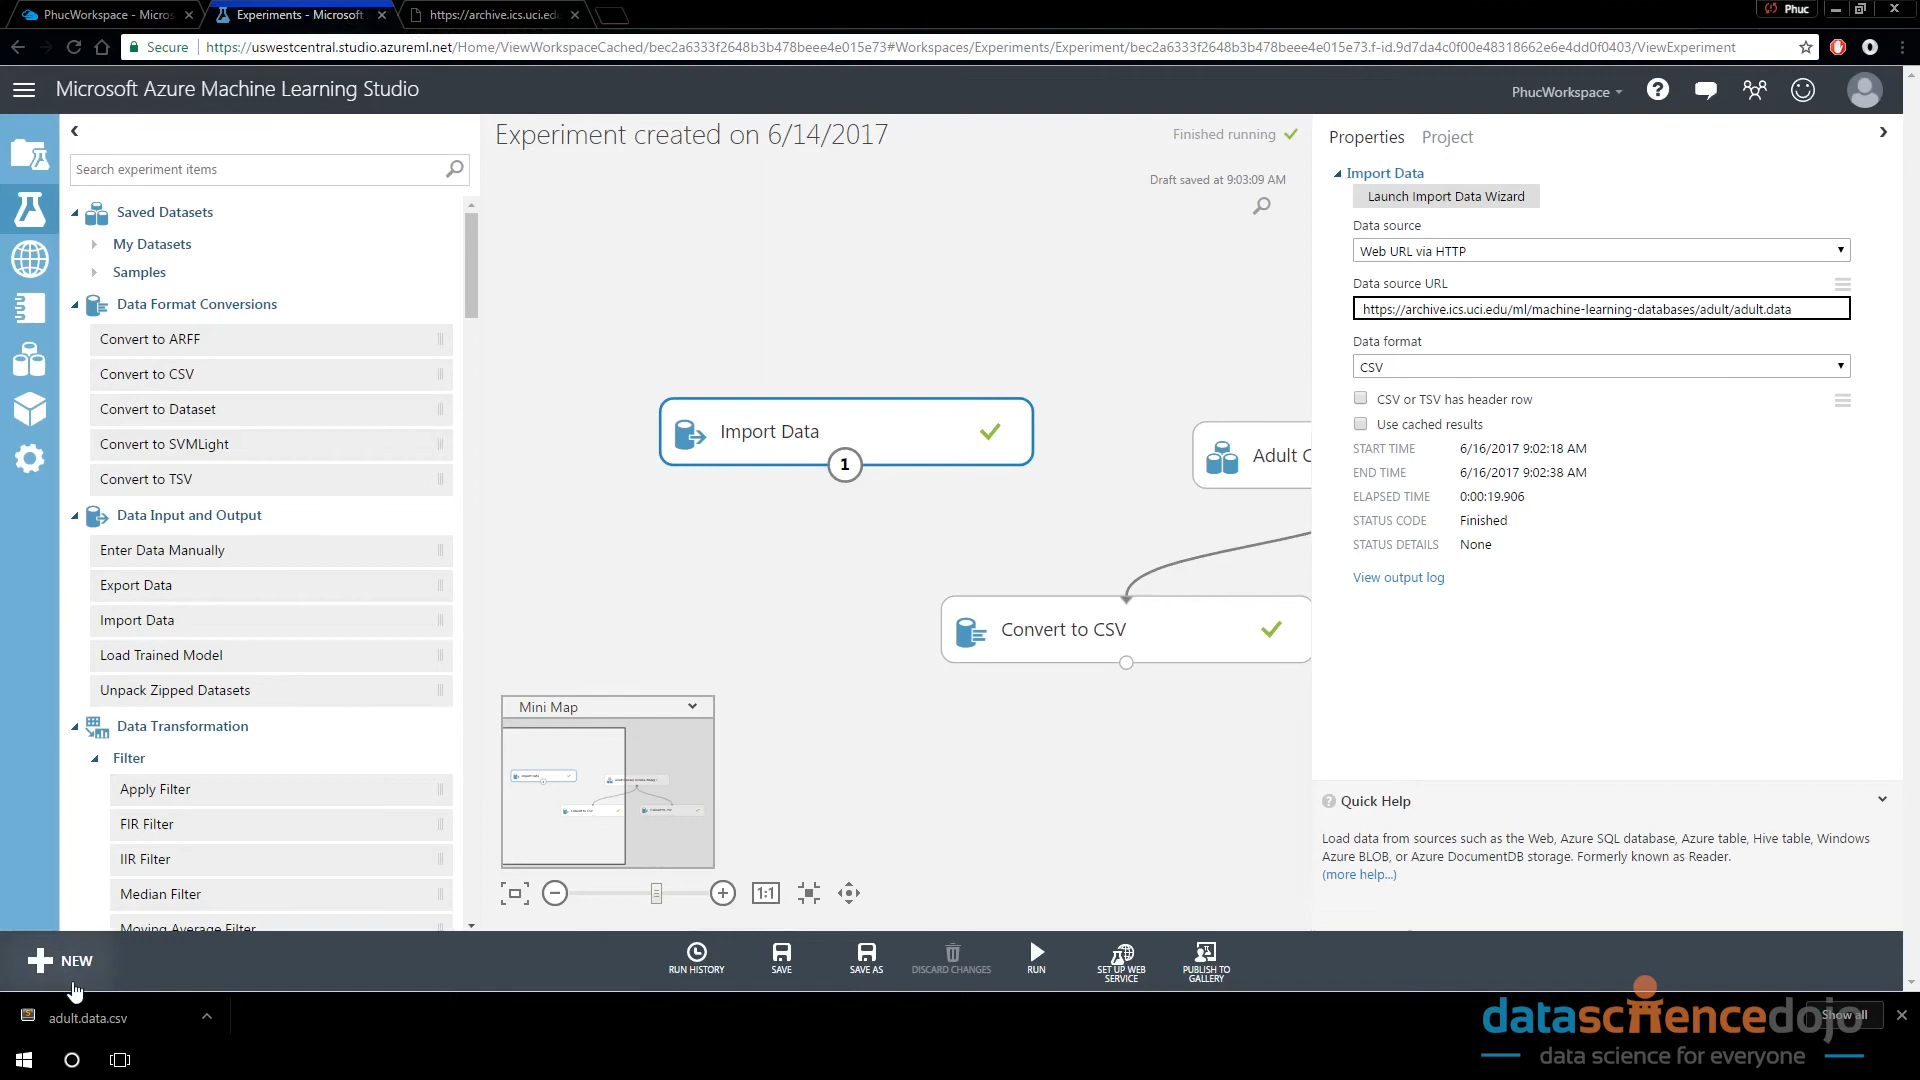 PhucWorkspace - Micros
Experiments - Microsoft
https://archive.ics.uci.ed
Phuc
Secure
https://uswestcentral.studio.azureml.net/Home/ViewWorkspaceCached/bec2a6333f2648b3b478beee4e015e73#Workspaces/Experiments/Experiment/bec2a6333f2648b3b478beee4e015e73.f-id.9d7da4c0f00e48318662e6e4dd0f0403/ViewExperiment
Microsoft Azure Machine Learning Studio
PhucWorkspace
Search experiment items
Saved Datasets
My Datasets
Samples
Data Format Conversions
Convert to ARFF
Convert to CSV
Convert to Dataset
Convert to SVMLight
Convert to TSV
Data Input and Output
Enter Data Manually
Export Data
Import Data
Load Trained Model
Unpack Zipped Datasets
Data Transformation
Filter
Apply Filter
FIR Filter
IIR Filter
Median Filter
Moving Average Filter
Experiment created on 6/14/2017
Finished running
Draft saved at 9:03:09 AM
Import Data
1
Adult C
Convert to CSV
Mini Map
1:1
Properties Project
Import Data
Launch Import Data Wizard
Data source
Web URL via HTTP
Data source URL
https://archive.ics.uci.edu/ml/machine-learning-databases/adult/adult.data
Data format
CSV
CSV or TSV has header row
Use cached results
START TIME 6/16/2017 9:02:18 AM
END TIME 6/16/2017 9:02:38 AM
ELAPSED TIME 0:00:19.906
STATUS CODE Finished
STATUS DETAILS None
View output log
Quick Help
Load data from sources such as the Web, Azure SQL database, Azure table, Hive table, Windows
Azure BLOB, or Azure DocumentDB storage. Formerly known as Reader.
(more help...)
NEW
RUN HISTORY
SAVE
SAVE AS
DISCARD CHANGES
RUN
SET UP WEB
SERVICE
PUBLISH TO
GALLERY
adult.data.csv
Show all
datasciencedojo
data science for everyone